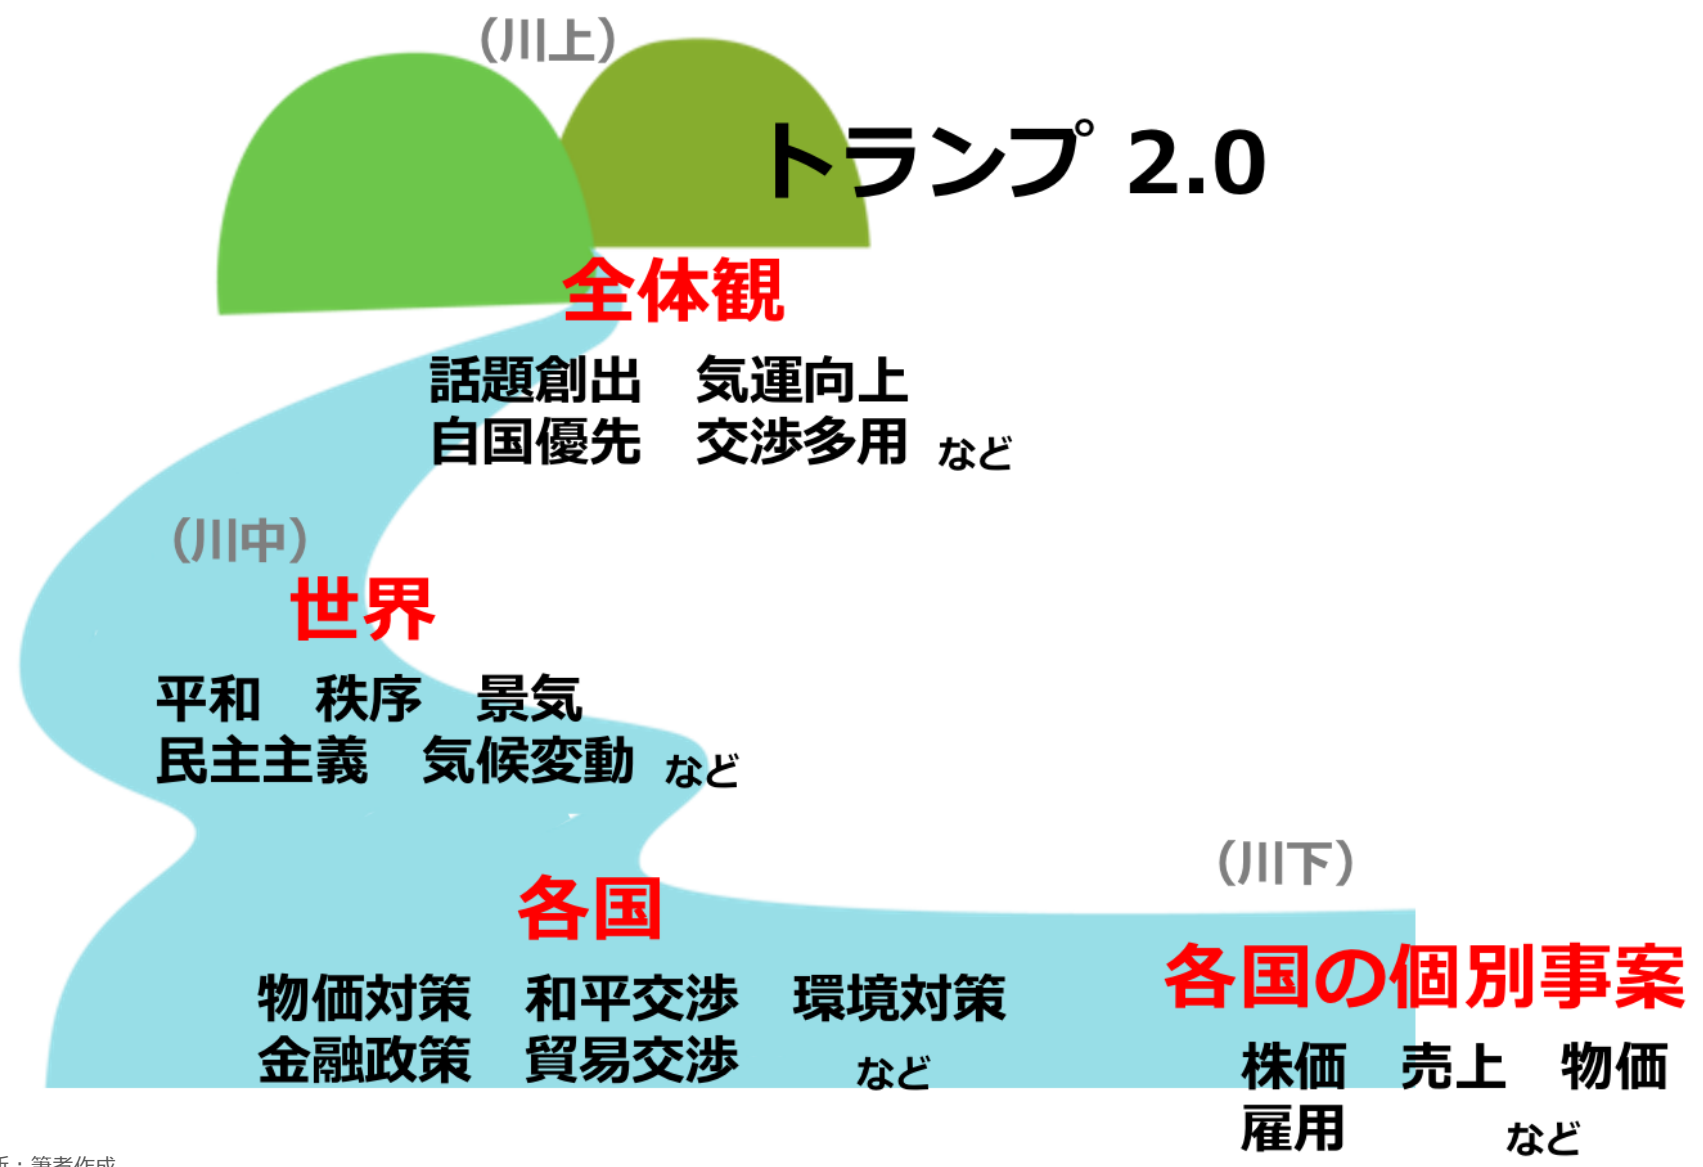 （川上）
トランプ 2.0
全体観
話題創出　気運向上
自国優先　交渉多用 など
（川中）
世界
平和　秩序　景気
民主主義　気候変動 など
各国
物価対策　和平交渉　環境対策
金融政策　貿易交渉　など
（川下）
各国の個別事案
株価　売上　物価
雇用　など
：筆者作成